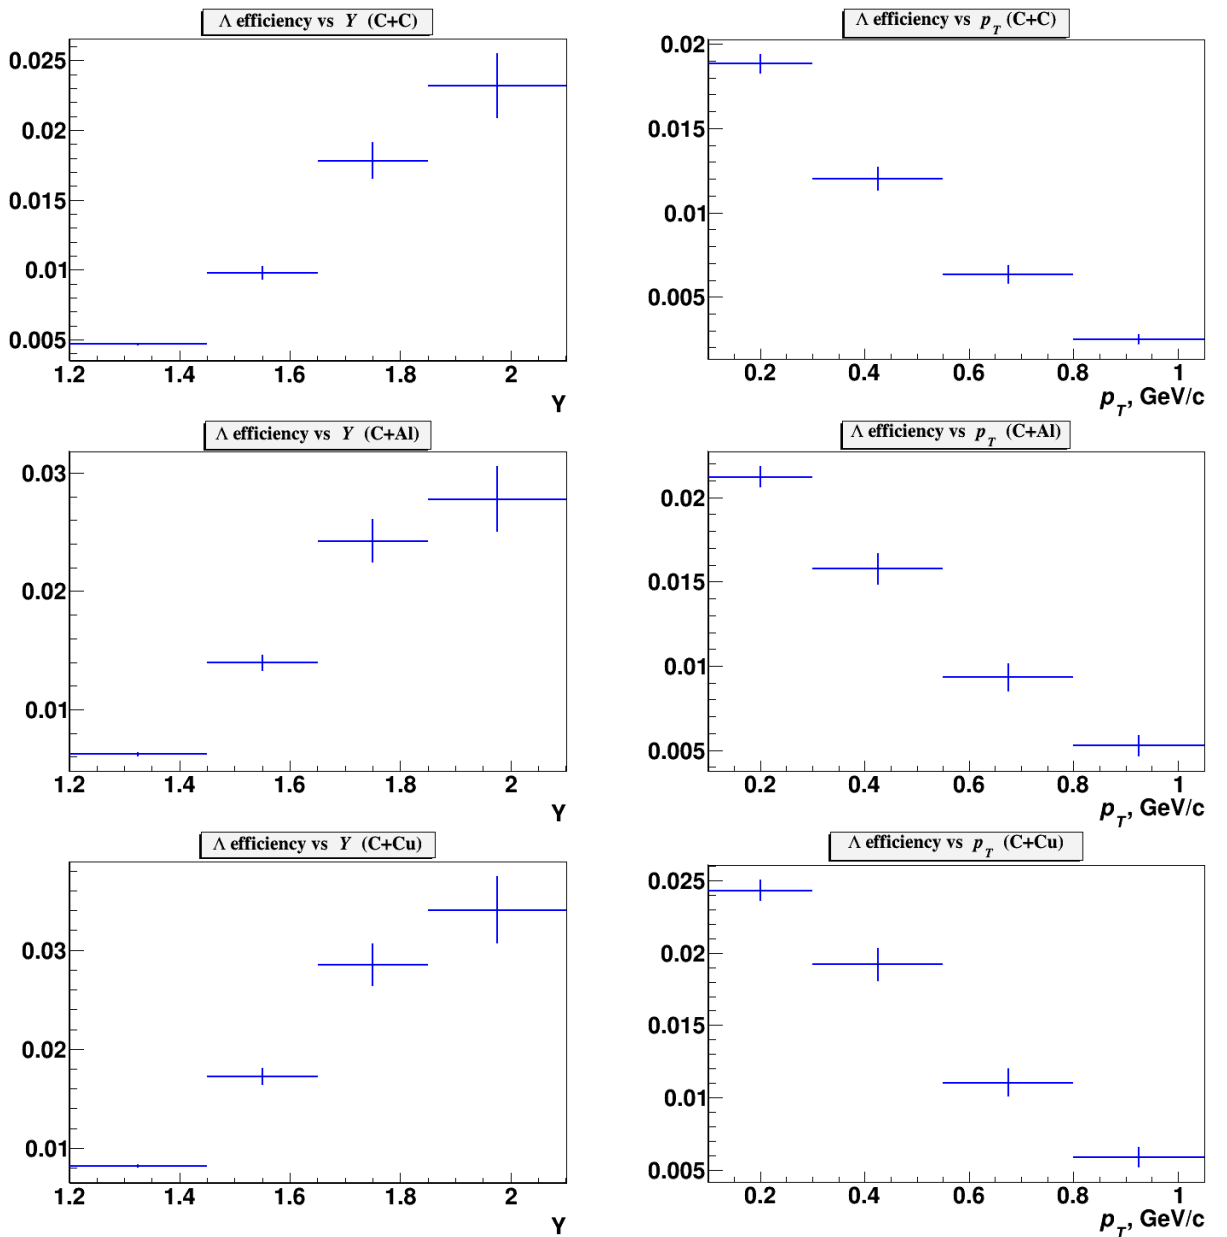 Λ efficiency vs Y (C+C)
0.025
0.02
0.015
0.01
0.005
1.2 1.4 1.6 1.8 2
Y
Λ efficiency vs p_T (C+C)
0.02
0.015
0.01
0.005
0.2 0.4 0.6 0.8 1
p_T, GeV/c
Λ efficiency vs Y (C+Al)
0.03
0.02
0.01
1.2 1.4 1.6 1.8 2
Y
Λ efficiency vs p_T (C+Al)
0.02
0.015
0.01
0.005
0.2 0.4 0.6 0.8 1
p_T, GeV/c
Λ efficiency vs Y (C+Cu)
0.03
0.02
0.01
1.2 1.4 1.6 1.8 2
Y
Λ efficiency vs p_T (C+Cu)
0.025
0.02
0.015
0.01
0.005
0.2 0.4 0.6 0.8 1
p_T, GeV/c